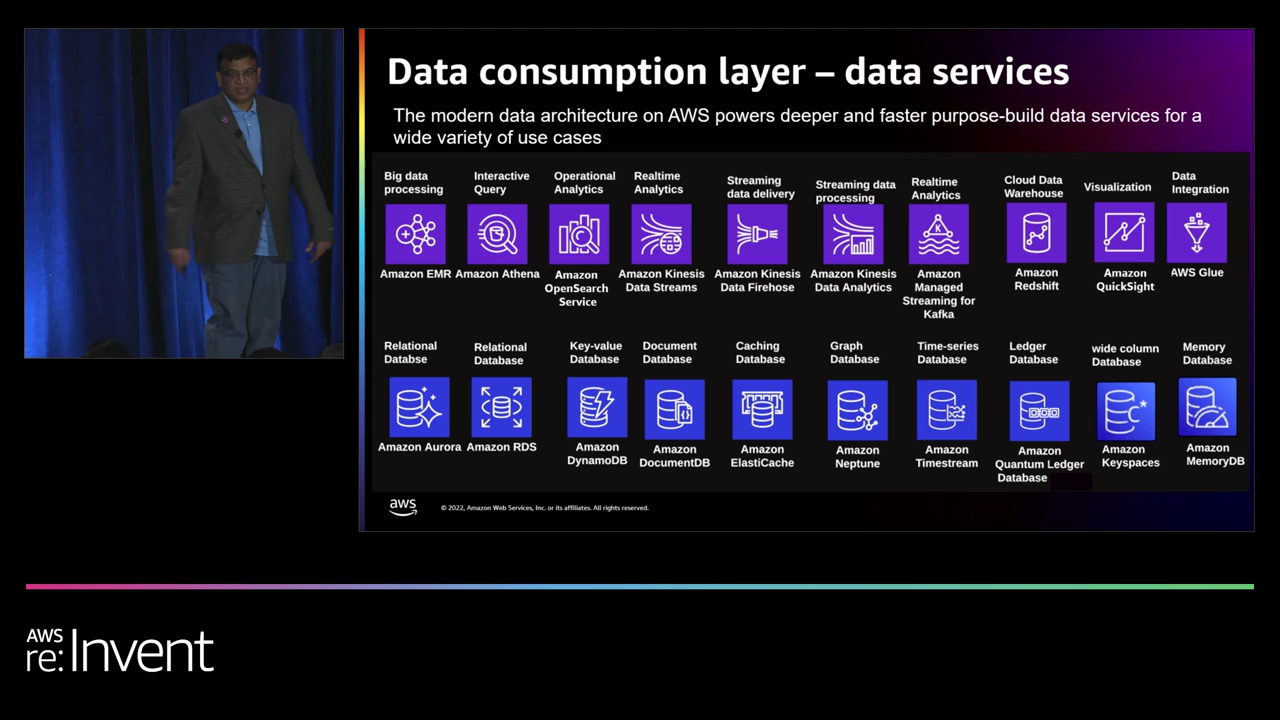 Data consumption layer – data services
The modern data architecture on AWS powers deeper and faster purpose-build data services for a
wide variety of use cases
Big data
processing
Interactive
Query
Operational
Analytics
Realtime
Analytics
Streaming
data delivery
Streaming data
processing
Realtime
Analytics
Cloud Data
Warehouse
Visualization
Data
Integration
Amazon EMR
Amazon Athena
Amazon
OpenSearch
Service
Amazon Kinesis
Data Streams
Amazon Kinesis
Data Firehose
Amazon Kinesis
Data Analytics
Amazon
Managed
Streaming for
Kafka
Amazon
Redshift
Amazon
QuickSight
AWS Glue
Relational
Databse
Relational
Database
Key-value
Database
Document
Database
Caching
Database
Graph
Database
Time-series
Database
Ledger
Database
wide column
Database
Memory
Database
Amazon Aurora
Amazon RDS
Amazon
DynamoDB
Amazon
DocumentDB
Amazon
ElastiCache
Amazon
Neptune
Amazon
Timestream
Amazon
Quantum Ledger
Database
Amazon
Keyspaces
Amazon
MemoryDB
aws
© 2022, Amazon Web Services, Inc. or its affiliates. All rights reserved.
AWS
re:Invent